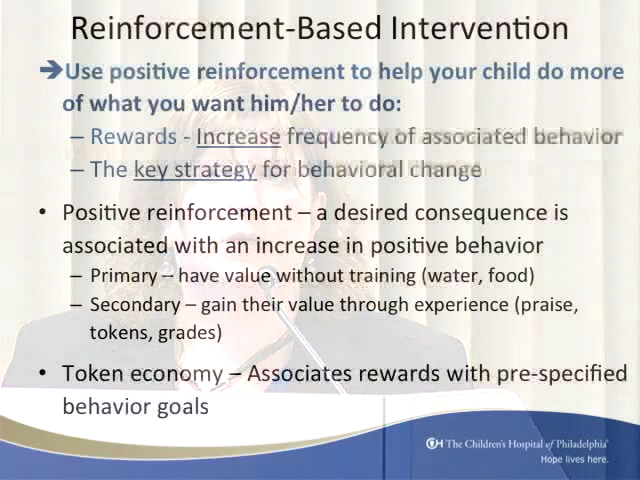 Reinforcement-Based Intervention
➔Use positive reinforcement to help your child do more
of what you want him/her to do:
– Rewards - Increase frequency of associated behavior
– The key strategy for behavioral change
• Positive reinforcement – a desired consequence is
associated with an increase in positive behavior
– Primary – have value without training (water, food)
– Secondary – gain their value through experience (praise,
tokens, grades)
• Token economy – Associates rewards with pre-specified
behavior goals
The Children's Hospital of Philadelphia®
Hope lives here.